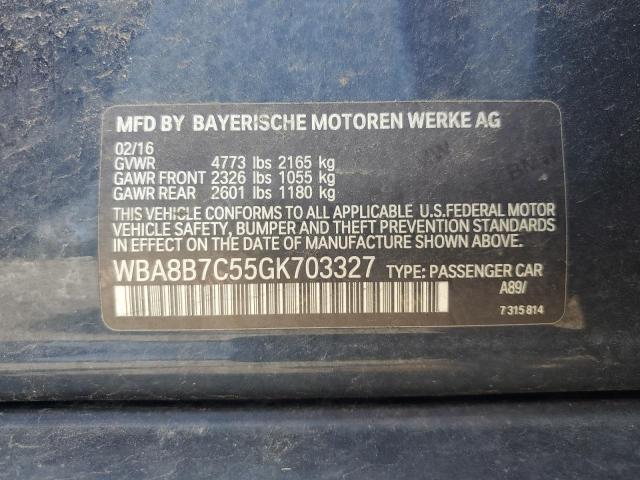 MFD BY BAYERISCHE MOTOREN WERKE AG
02/16
GVWR 4773 lbs 2165 kg
GAWR FRONT 2326 lbs 1055 kg
GAWR REAR 2601 lbs 1180 kg
THIS VEHICLE CONFORMS TO ALL APPLICABLE U.S.FEDERAL MOTOR
VEHICLE SAFETY, BUMPER AND THEFT PREVENTION STANDARDS IN
EFFECT ON THE DATE OF MANUFACTURE SHOWN ABOVE.
WBA8B7C55GK703327 TYPE: PASSENGER CAR
A89/
7 315 814